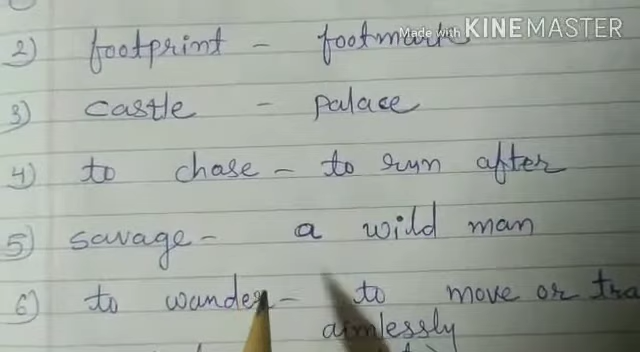 Made with KINEMASTER
2) footprint - footmark
3) castle - palace
4) to chase - to run after
5) savage - a wild man
6) to wander - to move or tra
aimlessly